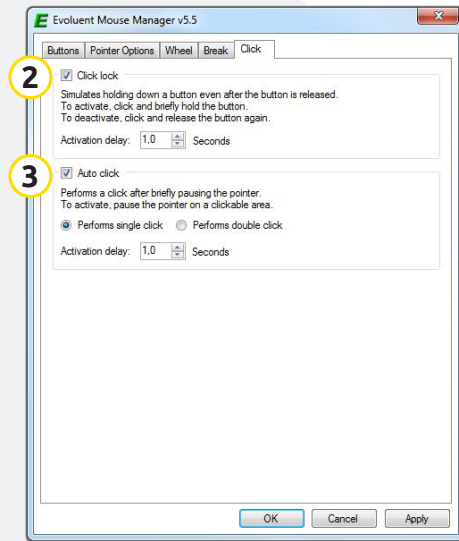 Evoluent Mouse Manager v5.5
Buttons Pointer Options Wheel Break Click
2
Click lock
Simulates holding down a button even after the button is released.
To activate, click and briefly hold the button.
To deactivate, click and release the button again.
Activation delay: 1,0 Seconds
3
Auto click
Performs a click after briefly pausing the pointer.
To activate, pause the pointer on a clickable area.
Performs single click Performs double click
Activation delay: 1,0 Seconds
OK Cancel Apply